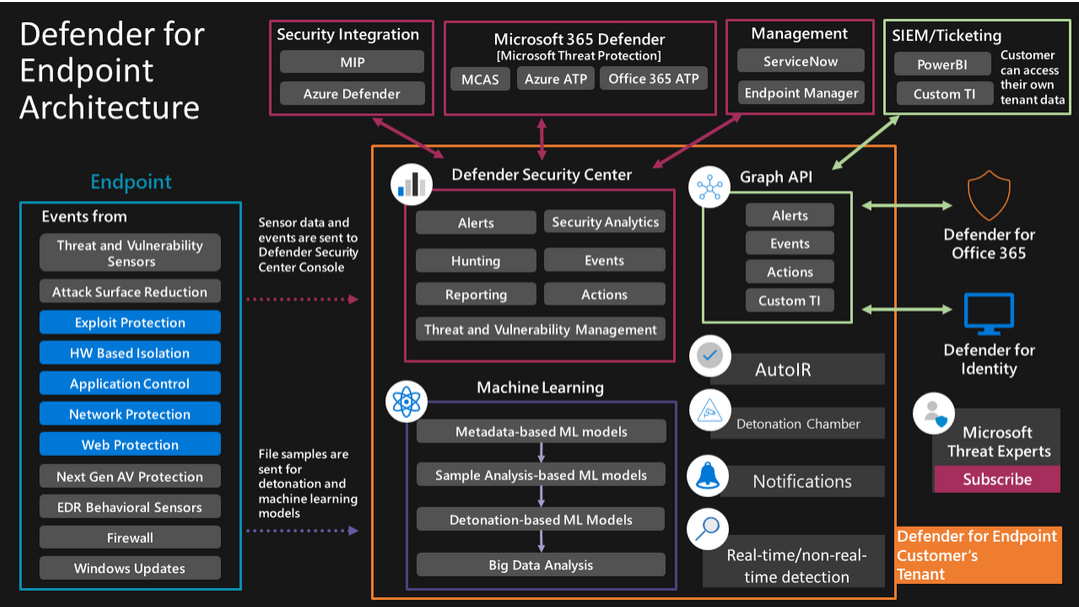 Defender for
Endpoint
Architecture
Security Integration
MIP
Azure Defender
Microsoft 365 Defender
[Microsoft Threat Protection]
MCAS
Azure ATP
Office 365 ATP
Management
ServiceNow
Endpoint Manager
SIEM/Ticketing
PowerBI
Custom TI
Customer
can access
their own
tenant data
Endpoint
Events from
Threat and Vulnerability
Sensors
Attack Surface Reduction
Exploit Protection
HW Based Isolation
Application Control
Network Protection
Web Protection
Next Gen AV Protection
EDR Behavioral Sensors
Firewall
Windows Updates
Sensor data and
events are sent to
Defender Security
Center Console
File samples are
sent for
detonation and
machine learning
models
Defender Security Center
Alerts
Security Analytics
Hunting
Events
Reporting
Actions
Threat and Vulnerability Management
Machine Learning
Metadata-based ML models
Sample Analysis-based ML models
Detonation-based ML Models
Big Data Analysis
Graph API
Alerts
Events
Actions
Custom TI
AutoIR
Detonation Chamber
Notifications
Real-time/non-real-
time detection
Defender for
Office 365
Defender for
Identity
Microsoft
Threat Experts
Subscribe
Defender for Endpoint
Customer's
Tenant